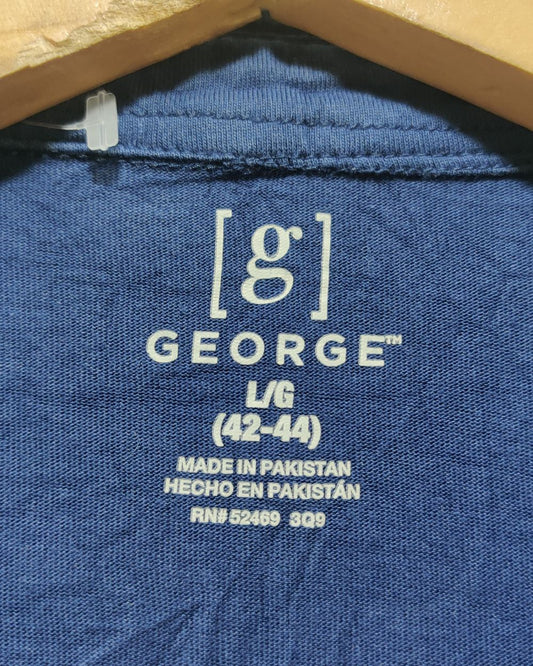 [g]
GEORGE™
L/G
(42-44)
MADE IN PAKISTAN
HECHO EN PAKISTÁN
RN# 52469 3Q9